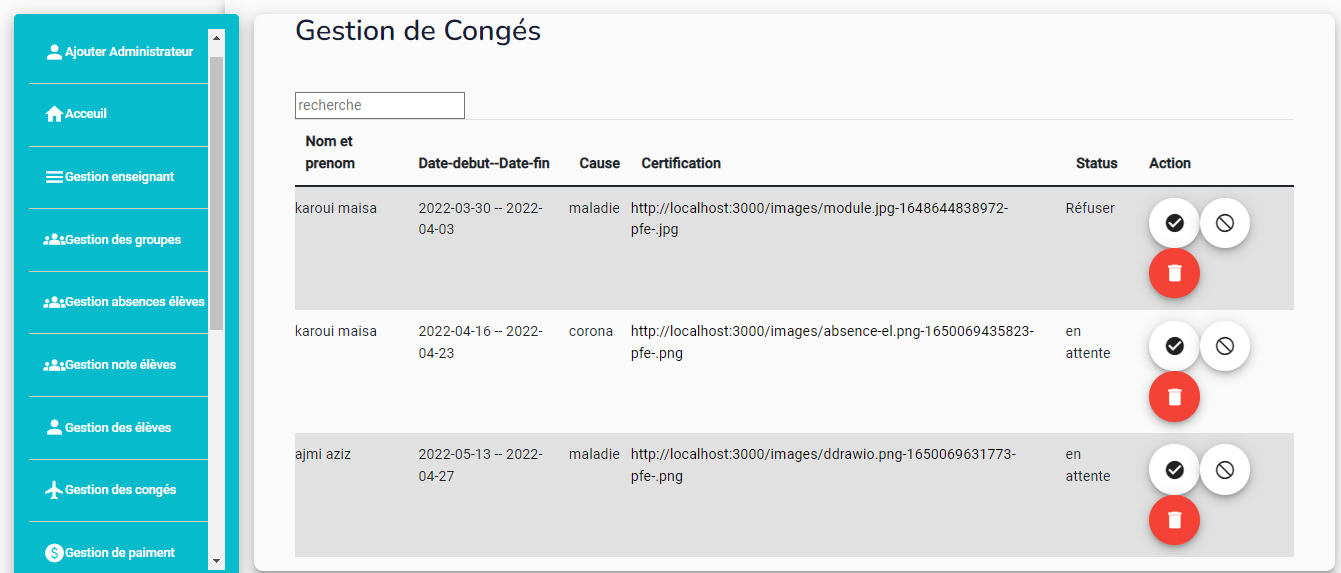 Ajouter Administrateur
Acceuil
Gestion enseignant
Gestion des groupes
Gestion absences élèves
Gestion note élèves
Gestion des élèves
Gestion des congés
Gestion de paiment
Gestion de Congés
recherche
Nom et
prenom
Date-debut--Date-fin
Cause
Certification
Status
Action
karoui maisa
2022-03-30 -- 2022-
04-03
maladie
http://localhost:3000/images/module.jpg-1648644838972-
pfe-.jpg
Réfuser
karoui maisa
2022-04-16 -- 2022-
04-23
corona
http://localhost:3000/images/absence-el.png-1650069435823-
pfe-.png
en
attente
ajmi aziz
2022-05-13 -- 2022-
04-27
maladie
http://localhost:3000/images/ddrawio.png-1650069631773-
pfe-.png
en
attente